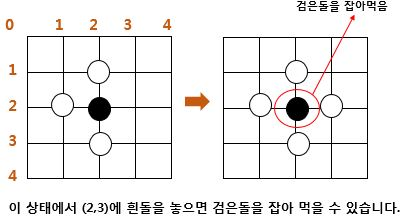 검은돌을 잡아먹음
0 1 2 3 4
1
2
3
4
이 상태에서 (2,3)에 흰돌을 놓으면 검은돌을 잡아 먹을 수 있습니다.